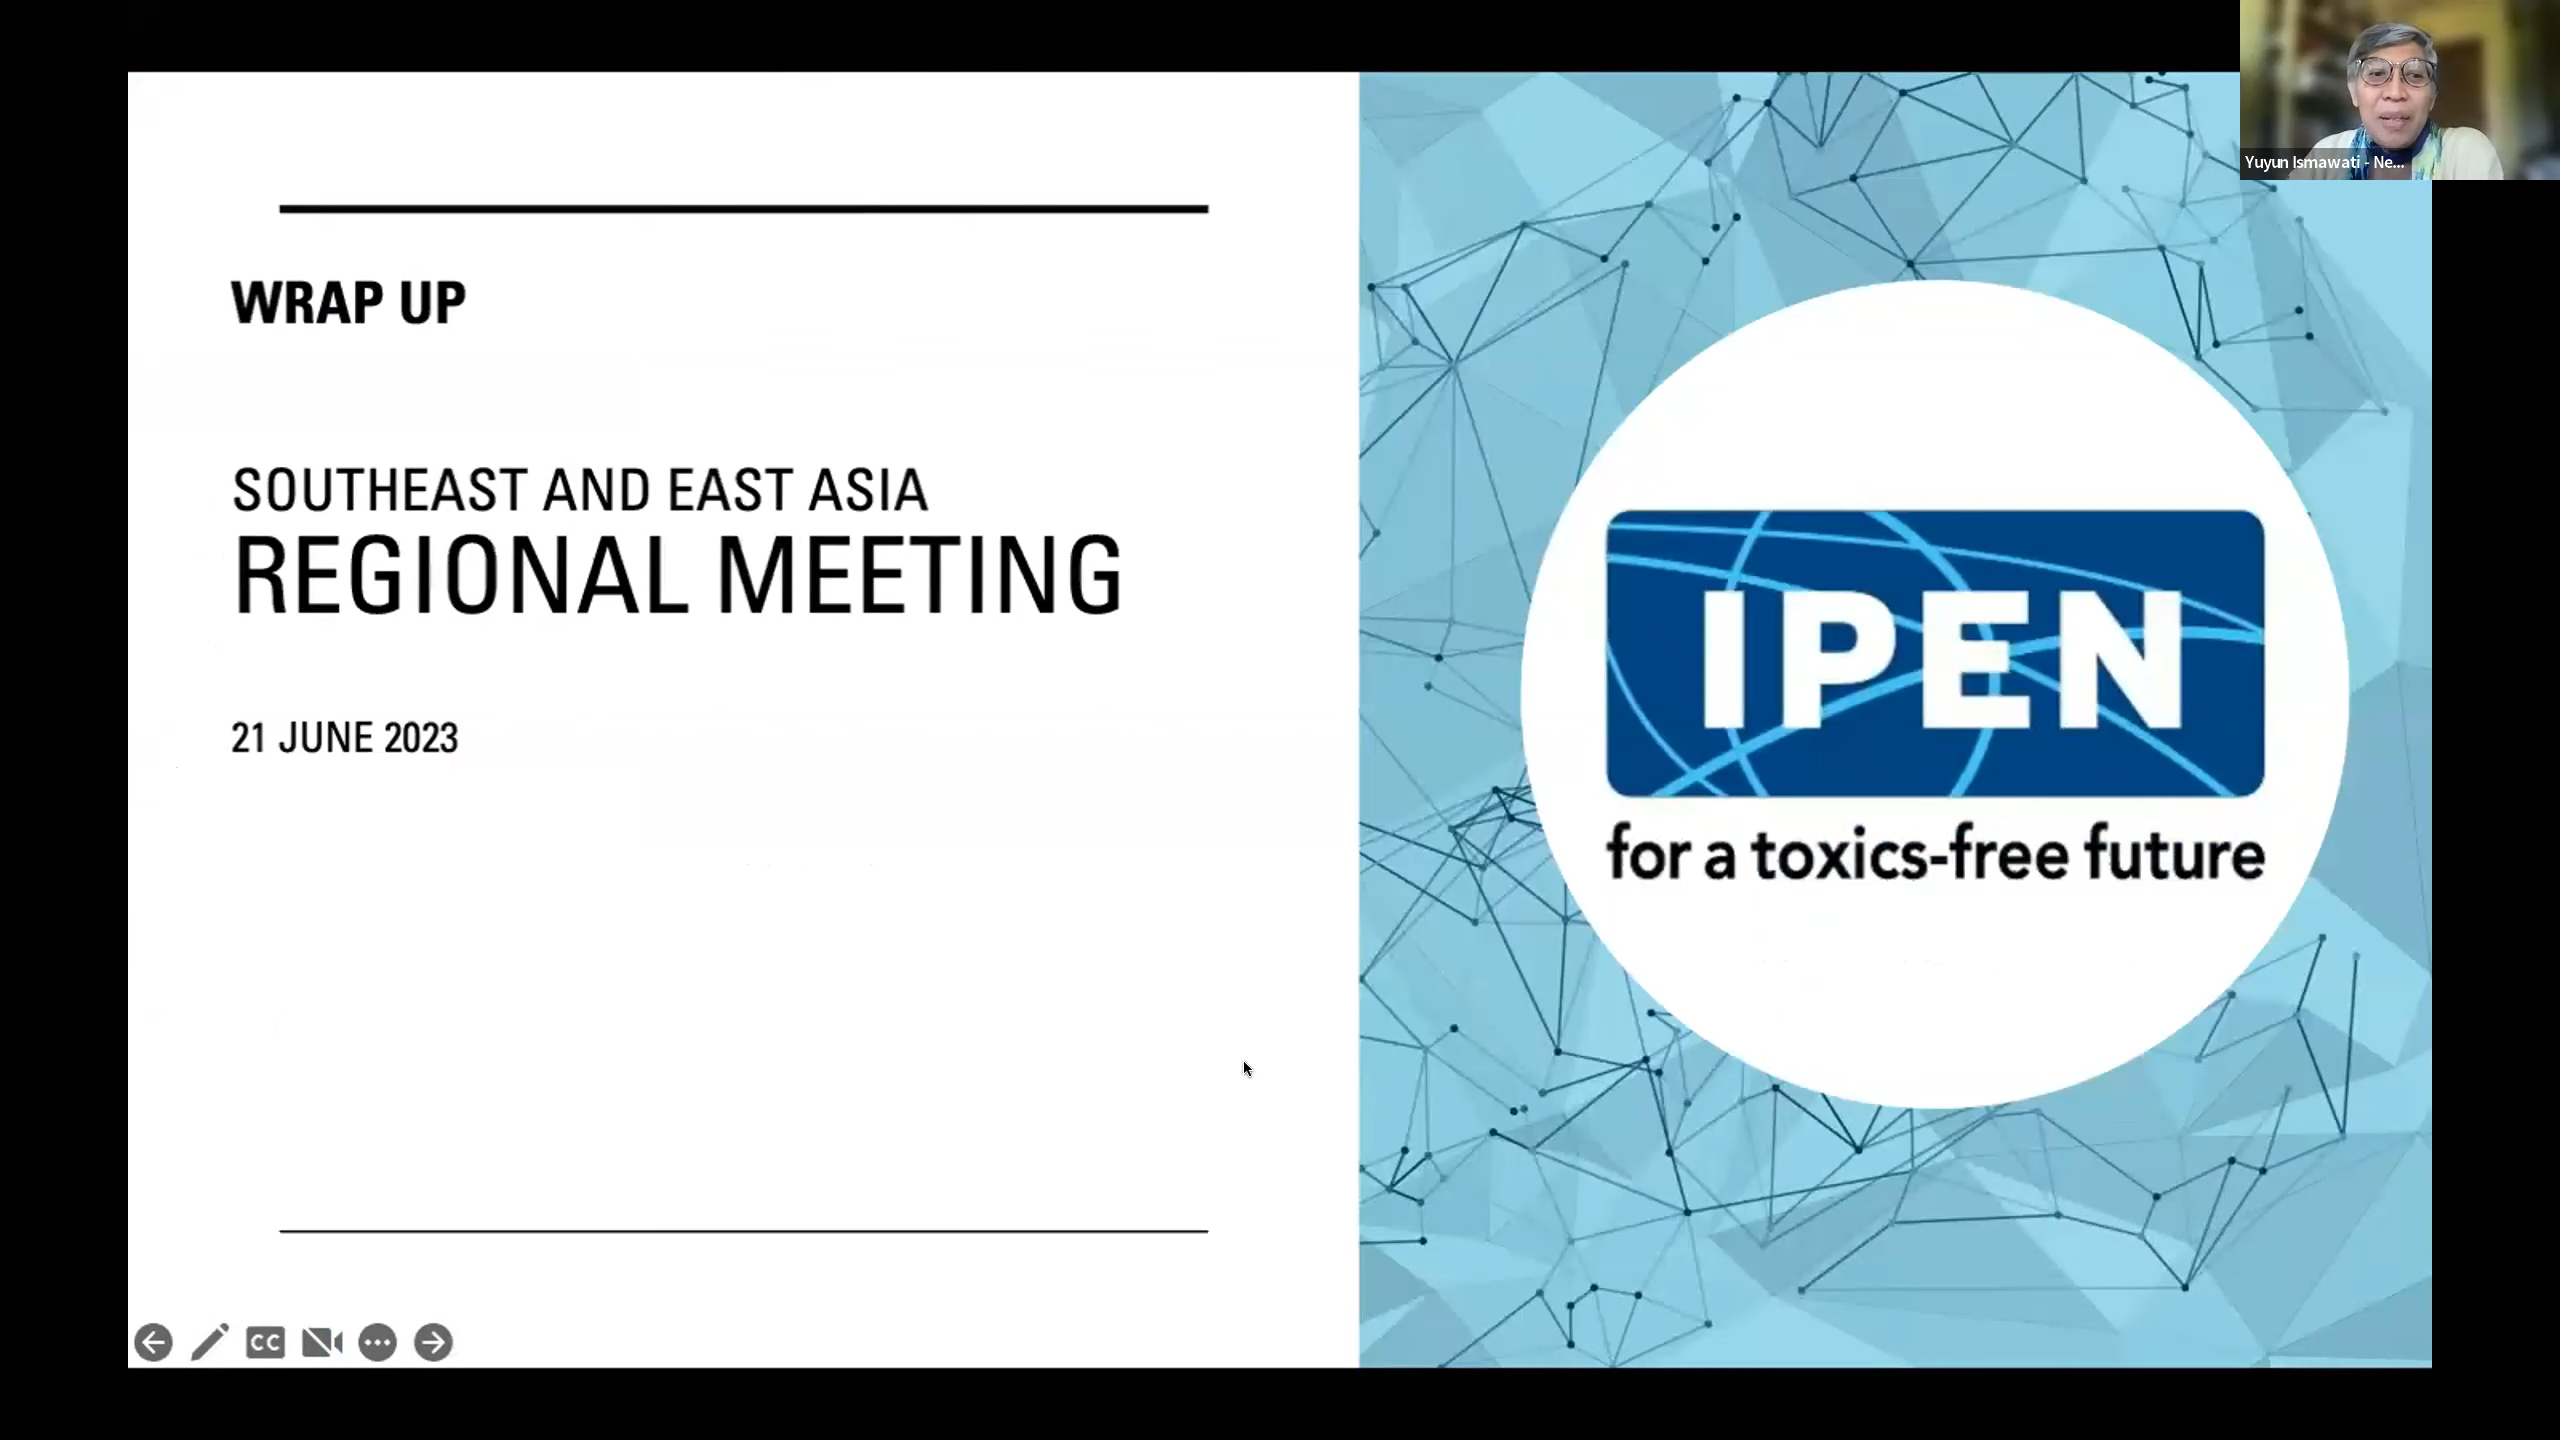 WRAP UP
SOUTHEAST AND EAST ASIA
REGIONAL MEETING
21 JUNE 2023
IPEN
for a toxics-free future
Yuyun Ismawati - Ne...
CC